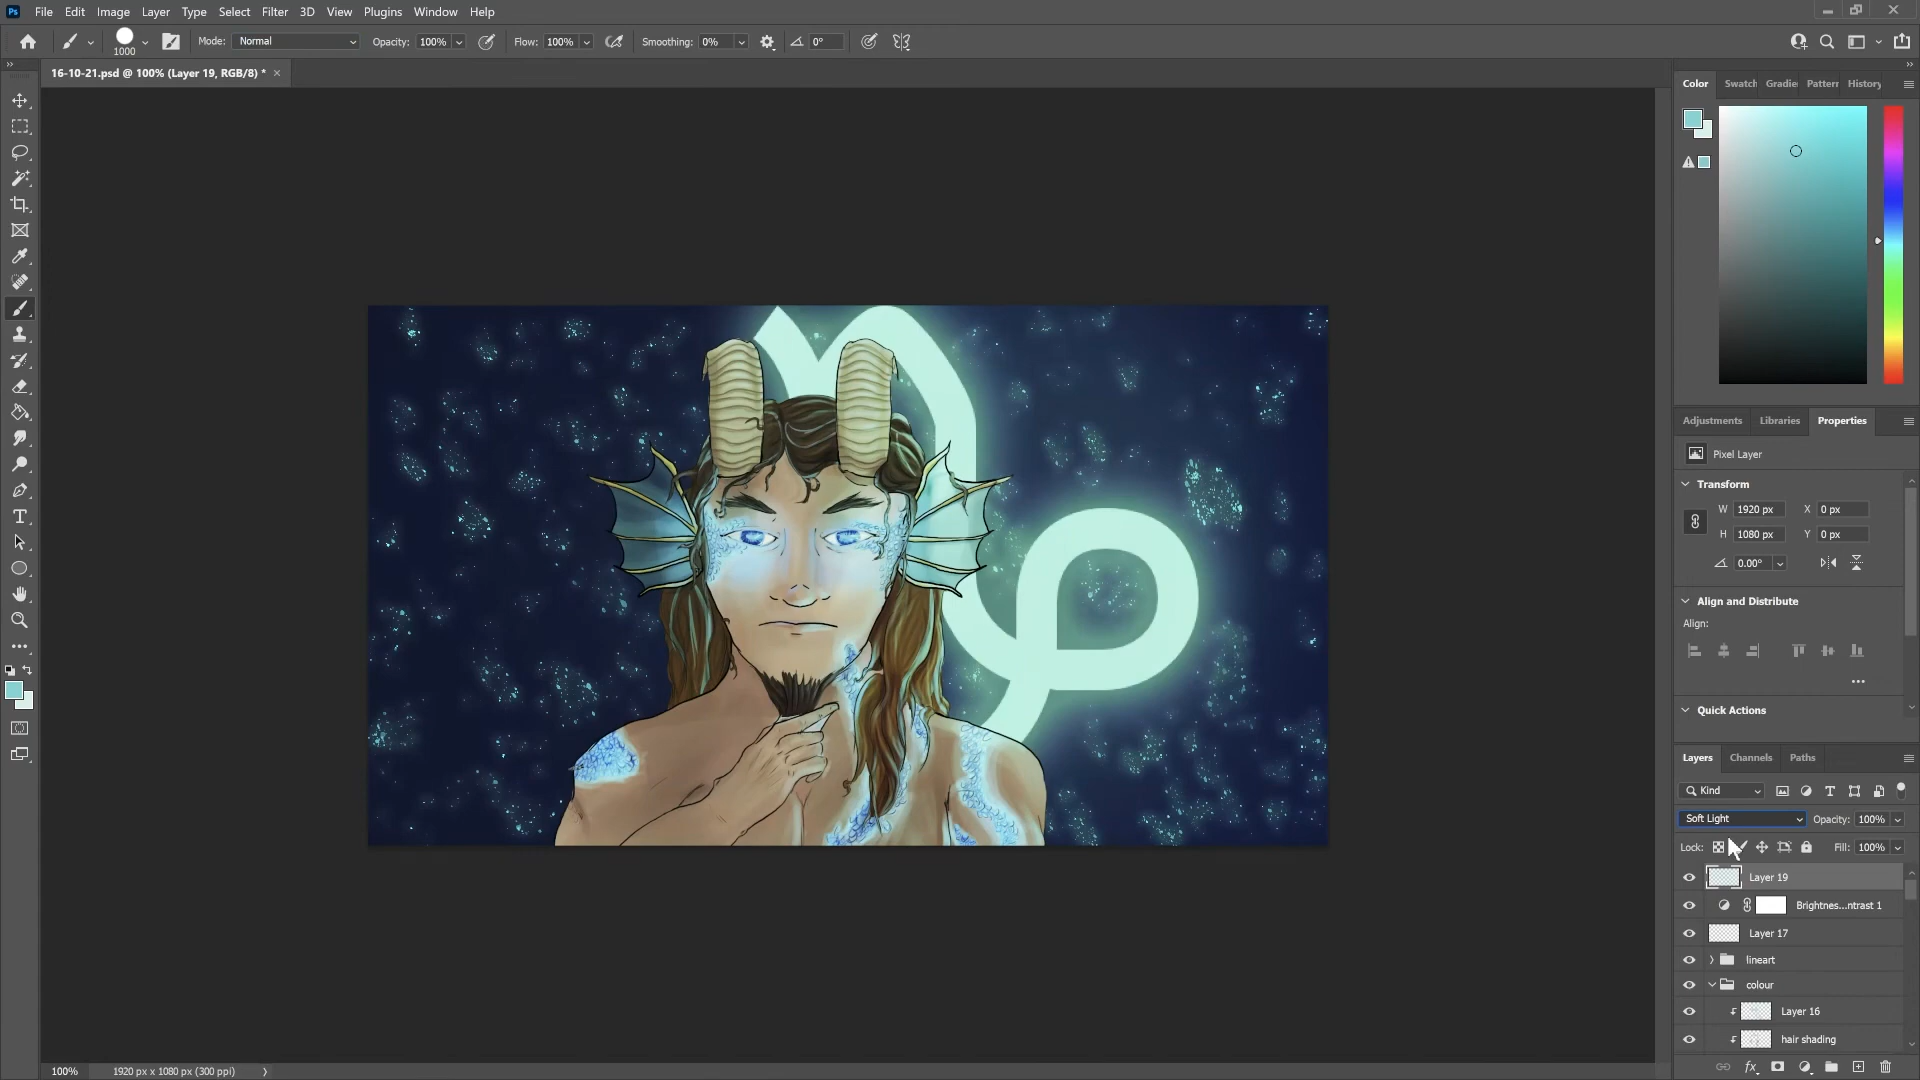 Ps File Edit Image Layer Type Select Filter 3D View Plugins Window Help
1000 Mode: Normal Opacity: 100% Flow: 100% Smoothing: 0% 0°
16-10-21.psd @ 100% (Layer 19, RGB/8) *
Color Swatch Gradie Pattern History
Adjustments Libraries Properties
Pixel Layer
Transform
W 1920 px X 0 px
H 1080 px Y 0 px
0.00°
Align and Distribute
Align:
Quick Actions
Layers Channels Paths
Kind
Soft Light Opacity: 100%
Lock: Fill: 100%
Layer 19
Brightnes...ntrast 1
Layer 17
lineart
colour
Layer 16
hair shading
100% 1920 px x 1080 px (300 ppi)